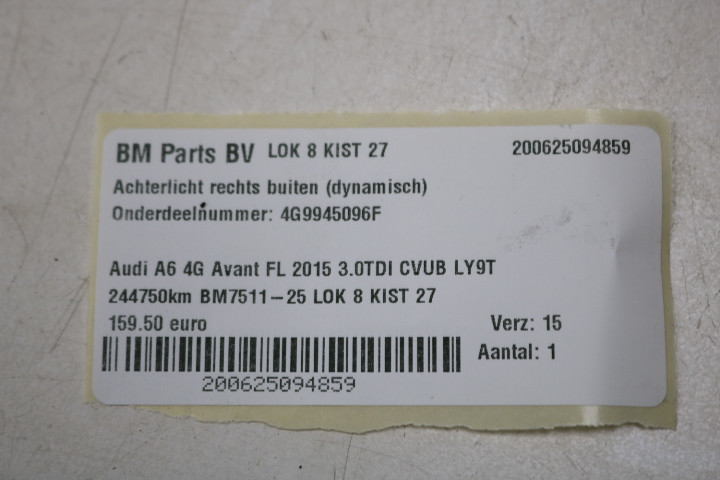 BM Parts BV LOK 8 KIST 27 200625094859
Achterlicht rechts buiten (dynamisch)
Onderdeelnummer: 4G9945096F
Audi A6 4G Avant FL 2015 3.0TDI CVUB LY9T
244750km BM7511-25 LOK 8 KIST 27
159.50 euro Verz: 15
Aantal: 1
200625094859